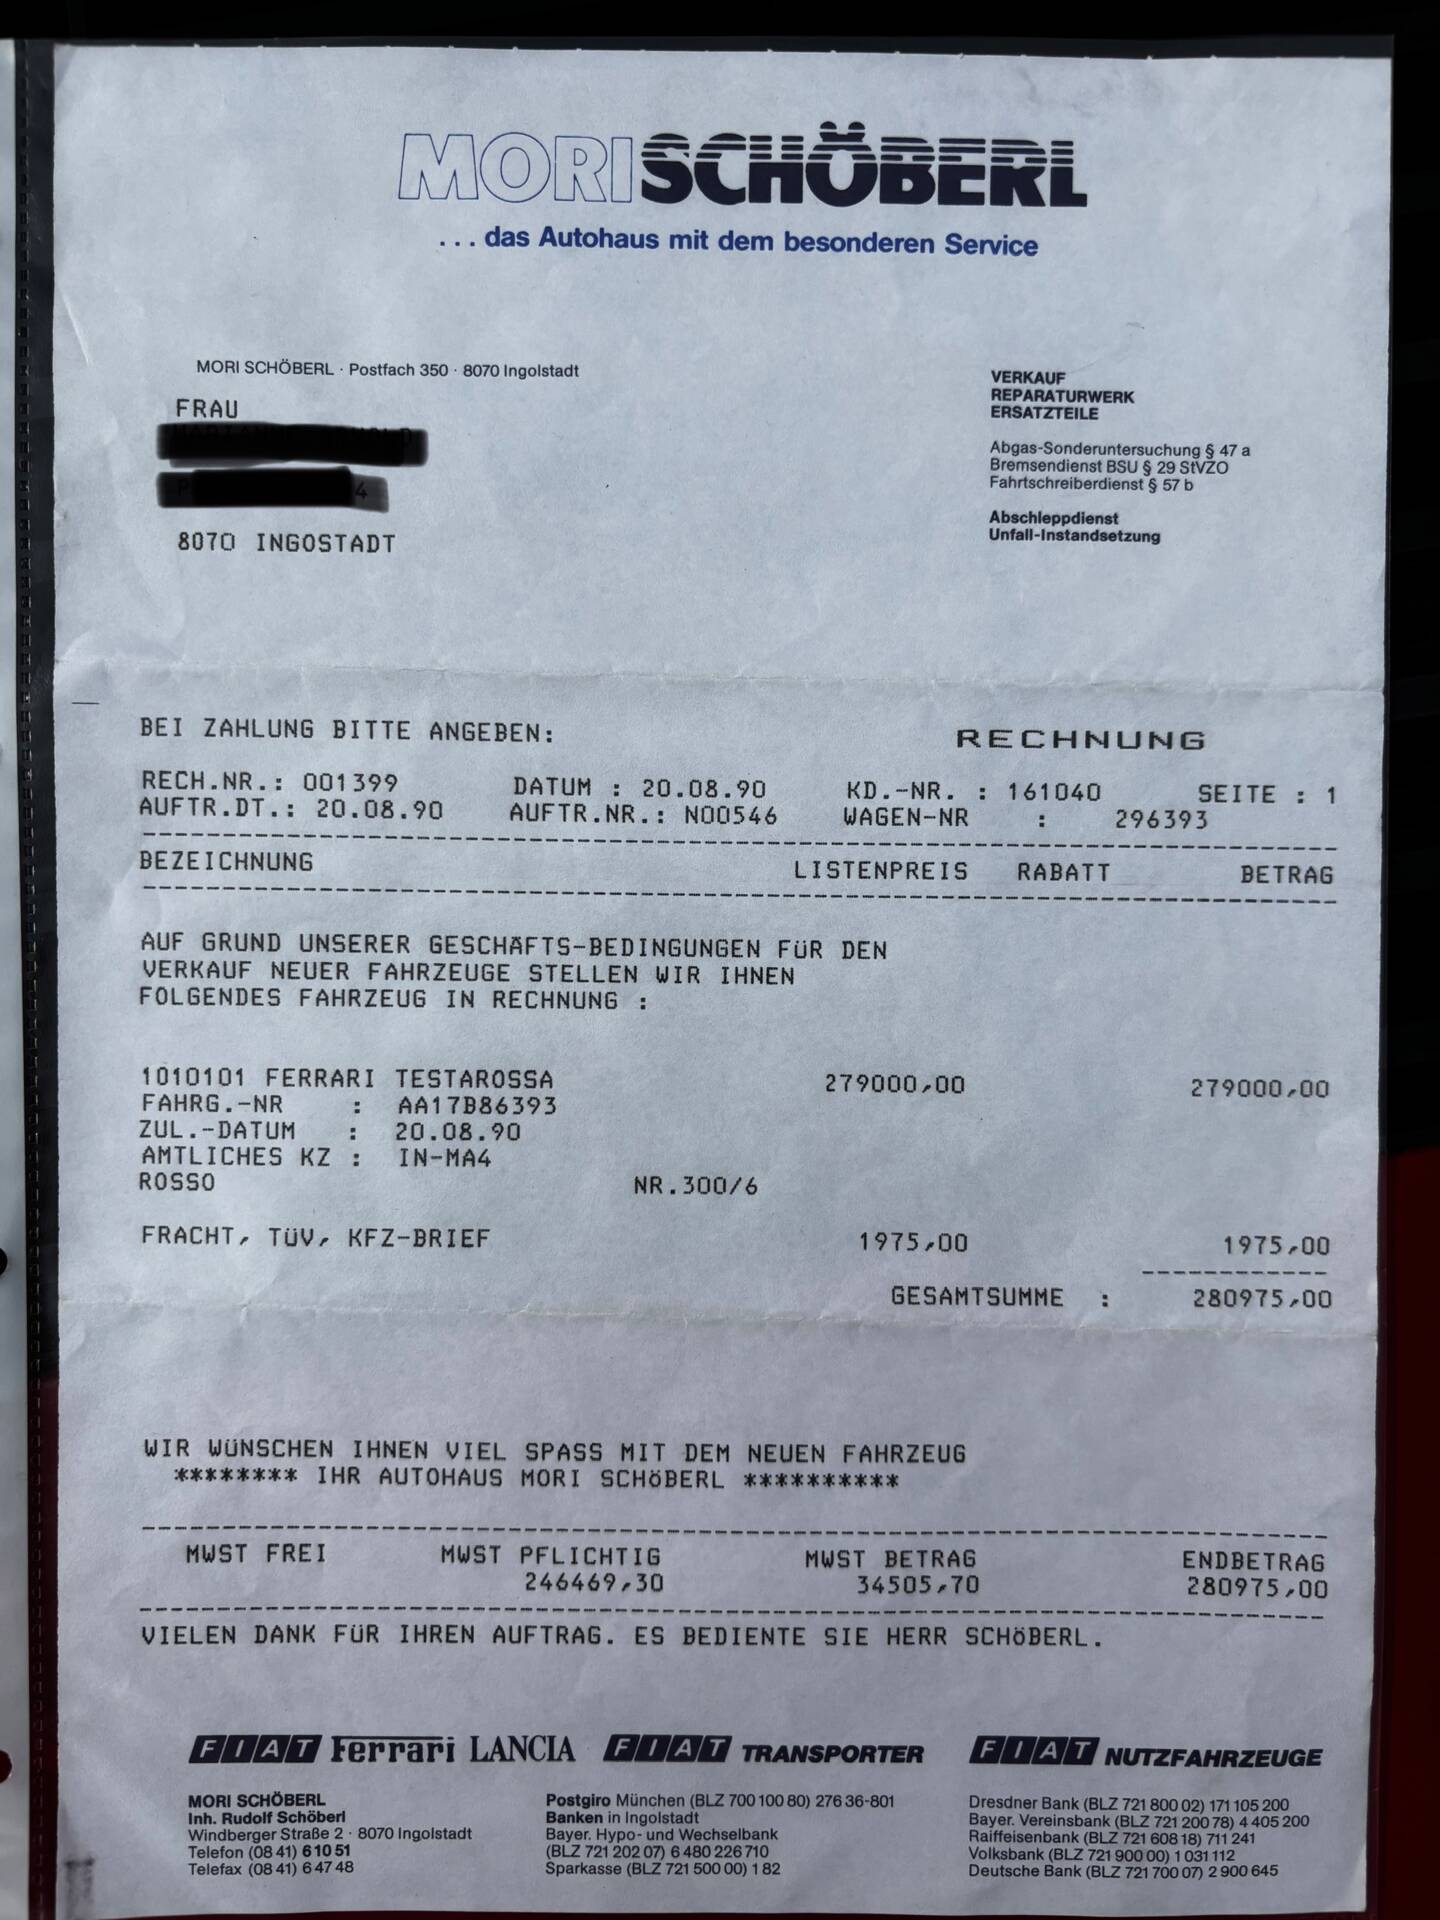 MORI SCHÖBERL
... das Autohaus mit dem besonderen Service
MORI SCHÖBERL · Postfach 350 · 8070 Ingolstadt
FRAU
8070 INGOSTADT
VERKAUF
REPARATURWERK
ERSATZTEILE
Abgas-Sonderuntersuchung § 47 a
Bremsendienst BSU § 29 StVZO
Fahrtschreiberdienst § 57 b
Abschleppdienst
Unfall-Instandsetzung
BEI ZAHLUNG BITTE ANGEBEN: RECHNUNG
RECH.NR.: 001399 DATUM : 20.08.90 KD.-NR. : 161040 SEITE : 1
AUFTR.DT.: 20.08.90 AUFTR.NR.: N00546 WAGEN-NR : 296393
BEZEICHNUNG LISTENPREIS RABATT BETRAG
AUF GRUND UNSERER GESCHÄFTS-BEDINGUNGEN FÜR DEN
VERKAUF NEUER FAHRZEUGE STELLEN WIR IHNEN
FOLGENDES FAHRZEUG IN RECHNUNG :
1010101 FERRARI TESTAROSSA 279000,00 279000,00
FAHRG.-NR : AA17B86393
ZUL.-DATUM : 20.08.90
AMTLICHES KZ : IN-MA4
ROSSO NR.300/6
FRACHT, TÜV, KFZ-BRIEF 1975,00 1975,00
GESAMTSUMME : 280975,00
WIR WÜNSCHEN IHNEN VIEL SPASS MIT DEM NEUEN FAHRZEUG
******** IHR AUTOHAUS MORI SCHÖBERL **********
MWST FREI MWST PFLICHTIG MWST BETRAG ENDBETRAG
246469,30 34505,70 280975,00
VIELEN DANK FÜR IHREN AUFTRAG. ES BEDIENTE SIE HERR SCHÖBERL.
FIAT Ferrari LANCIA FIAT TRANSPORTER FIAT NUTZFAHRZEUGE
MORI SCHÖBERL
Inh. Rudolf Schöberl
Windberger Straße 2 · 8070 Ingolstadt
Telefon (08 41) 6 10 51
Telefax (08 41) 6 47 48
Postgiro München (BLZ 700 100 80) 276 36-801
Banken in Ingolstadt
Bayer. Hypo- und Wechselbank
(BLZ 721 202 07) 6 480 226 710
Sparkasse (BLZ 721 500 00) 1 82
Dresdner Bank (BLZ 721 800 02) 171 105 200
Bayer. Vereinsbank (BLZ 721 200 78) 4 405 200
Raiffeisenbank (BLZ 721 608 18) 711 241
Volksbank (BLZ 721 900 00) 1 031 112
Deutsche Bank (BLZ 721 700 07) 2 900 645